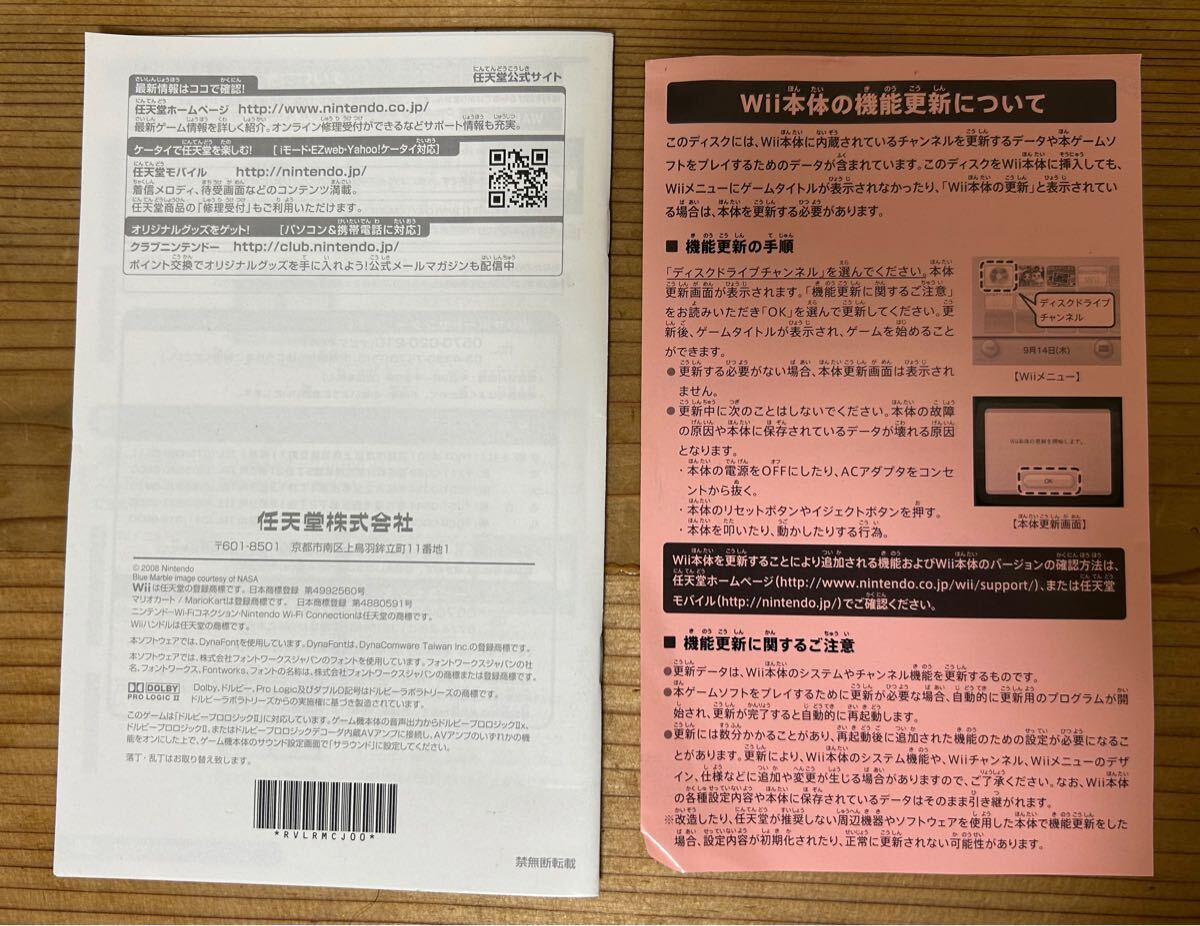 最新情報はココで確認!
任天堂公式サイト
任天堂ホームページ http://www.nintendo.co.jp/
最新ゲーム情報を詳しく紹介。オンライン修理受付ができるなどサポート情報も充実。
ケータイで任天堂を楽しむ! [iモード・EZweb・Yahoo!ケータイ対応]
任天堂モバイル http://nintendo.jp/
着信メロディ、待受画面などのコンテンツ満載。
任天堂商品の「修理受付」もご利用いただけます。
オリジナルグッズをゲット! [パソコン&携帯電話に対応]
クラブニンテンドー http://club.nintendo.jp/
ポイント交換でオリジナルグッズを手に入れよう!公式メールマガジンも配信中
任天堂株式会社
〒601-8501 京都市南区上鳥羽鉾立町11番地1
© 2008 Nintendo
Blue Marble image courtesy of NASA
Wiiは任天堂の登録商標です。日本商標登録 第4992560号
マリオカート / MarioKartは登録商標です。 日本商標登録 第4880591号
ニンテンドーWi-Fiコネクション・Nintendo Wi-Fi Connectionは任天堂の商標です。
Wiiハンドルは任天堂の商標です。
本ソフトウェアでは、DynaFontを使用しています。DynaFontは、DynaComware Taiwan Inc.の登録商標です。
本ソフトウェアでは、株式会社フォントワークスジャパンのフォントを使用しています。フォントワークスジャパンの社
名、フォントワークス、Fontworks、フォントの名称は、株式会社フォントワークスジャパンの商標または登録商標です。
DOLBY
PRO LOGIC II
Dolby、ドルビー、Pro Logic及びダブルD記号はドルビーラボラトリーズの商標です。
ドルビーラボラトリーズからの実施権に基づき製造されています。
このゲームは「ドルビープロロジックII」に対応しています。ゲーム機本体の音声出力からドルビープロロジックIIx、
ドルビープロロジックII、またはドルビープロロジックデコーダ内蔵AVアンプに接続し、AVアンプのいずれかの機
能をオンにした上で、ゲーム機本体のサウンド設定画面で「サラウンド」に設定してください。
落丁・乱丁はお取り替え致します。
*RVLRMCJ00*
禁無断転載
Wii本体の機能更新について
このディスクには、Wii本体に内蔵されているチャンネルを更新するデータや本ゲームソ
フトをプレイするためのデータが含まれています。このディスクをWii本体に挿入しても、
Wiiメニューにゲームタイトルが表示されなかったり、「Wii本体の更新」と表示されてい
る場合は、本体を更新する必要があります。
■ 機能更新の手順
「ディスクドライブチャンネル」を選んでください。本体
更新画面が表示されます。「機能更新に関するご注意」
をお読みいただき「OK」を選んで更新してください。更
新後、ゲームタイトルが表示され、ゲームを始めること
ができます。
●更新する必要がない場合、本体更新画面は表示され
ません。
●更新中に次のことはしないでください。本体の故障
の原因や本体に保存されているデータが壊れる原因
となります。
・本体の電源をOFFにしたり、ACアダプタをコンセ
ントから抜く。
・本体のリセットボタンやイジェクトボタンを押す。
・本体を叩いたり、動かしたりする行為。
ディスクドライブ
チャンネル
9月14日(木)
【Wiiメニュー】
Wii本体の更新を開始します。
OK
【本体更新画面】
Wii本体を更新することにより追加される機能およびWii本体のバージョンの確認方法は、
任天堂ホームページ(http://www.nintendo.co.jp/wii/support/)、または任天堂
モバイル(http://nintendo.jp/)でご確認ください。
■ 機能更新に関するご注意
●更新データは、Wii本体のシステムやチャンネル機能を更新するものです。
●本ゲームソフトをプレイするために更新が必要な場合、自動的に更新用のプログラムが開
始され、更新が完了すると自動的に再起動します。
●更新には数分かかることがあり、再起動後に追加された機能のための設定が必要になるこ
とがあります。更新により、Wii本体のシステム機能や、Wiiチャンネル、Wiiメニューのデザ
イン、仕様などに追加や変更が生じる場合がありますので、ご了承ください。なお、Wii本体
の各種設定内容や本体に保存されているデータはそのまま引き継がれます。
※改造したり、任天堂が推奨しない周辺機器やソフトウェアを使用した本体で機能更新をした
場合、設定内容が初期化されたり、正常に更新されない可能性があります。